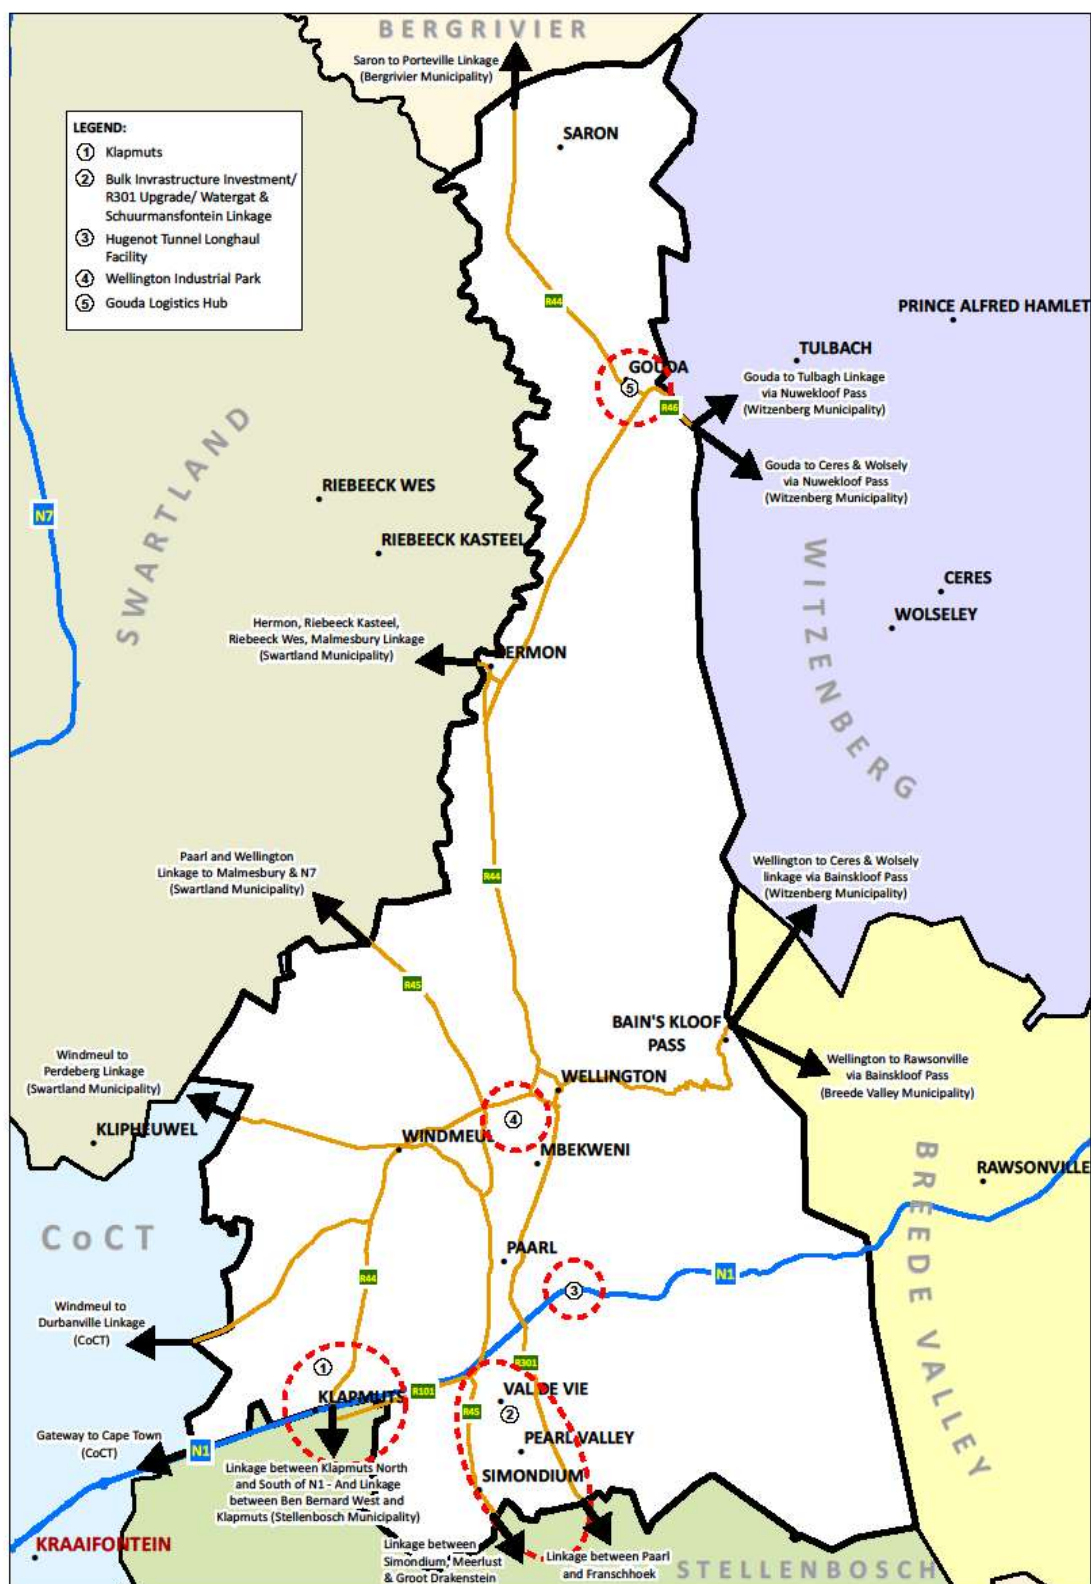 BERGRIVIER
Saron to Porteville Linkage
(Bergrivier Municipality)
LEGEND:
1 Klapmuts
2 Bulk Invrastructure Investment/
R301 Upgrade/ Watergat &
Schuurmansfontein Linkage
3 Hugenot Tunnel Longhaul
Facility
4 Wellington Industrial Park
5 Gouda Logistics Hub
SARON
R44
PRINCE ALFRED HAMLET
TULBACH
GOUDA
5
R46
Gouda to Tulbagh Linkage
via Nuwekloof Pass
(Witzenberg Municipality)
Gouda to Ceres & Wolsely
via Nuwekloof Pass
(Witzenberg Municipality)
SWARTLAND
N7
RIEBEECK WES
RIEBEECK KASTEEL
WITZENBERG
CERES
WOLSELEY
Hermon, Riebeeck Kasteel,
Riebeeck Wes, Malmesbury Linkage
(Swartland Municipality)
HERMON
Paarl and Wellington
Linkage to Malmesbury & N7
(Swartland Municipality)
R44
Wellington to Ceres & Wolsely
linkage via Bainskloof Pass
(Witzenberg Municipality)
R45
BAIN'S KLOOF
PASS
Windmeul to
Perdeberg Linkage
(Swartland Municipality)
WELLINGTON
Wellington to Rawsonville
via Bainskloof Pass
(Breede Valley Municipality)
KLIPHEUWEL
WINDMEUL
4
MBEKWENI
RAWSONVILLE
BREEDE VALLEY
CoCT
PAARL
R44
3
N1
Windmeul to
Durbanville Linkage
(CoCT)
1
KLAPMUTS
R101
R301
VAL DE VIE
R45
2
PEARL VALLEY
SIMONDIUM
Gateway to Cape Town
(CoCT)
N1
Linkage between Klapmuts North
and South of N1 - And Linkage
between Ben Bernard West and
Klapmuts (Stellenbosch Municipality)
KRAAIFONTEIN
Linkage between
Simondium, Meerlust
& Groot Drakenstein
Linkage between Paarl
and Franschhoek
STELLENBOSCH